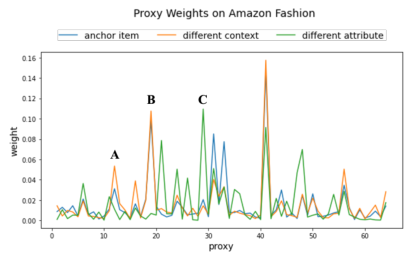 Proxy Weights on Amazon Fashion
anchor item different context different attribute
0.16
0.14
0.12
0.10
0.08
0.06
0.04
0.02
0.00
weight
A
B
C
0 10 20 30 40 50 60
proxy